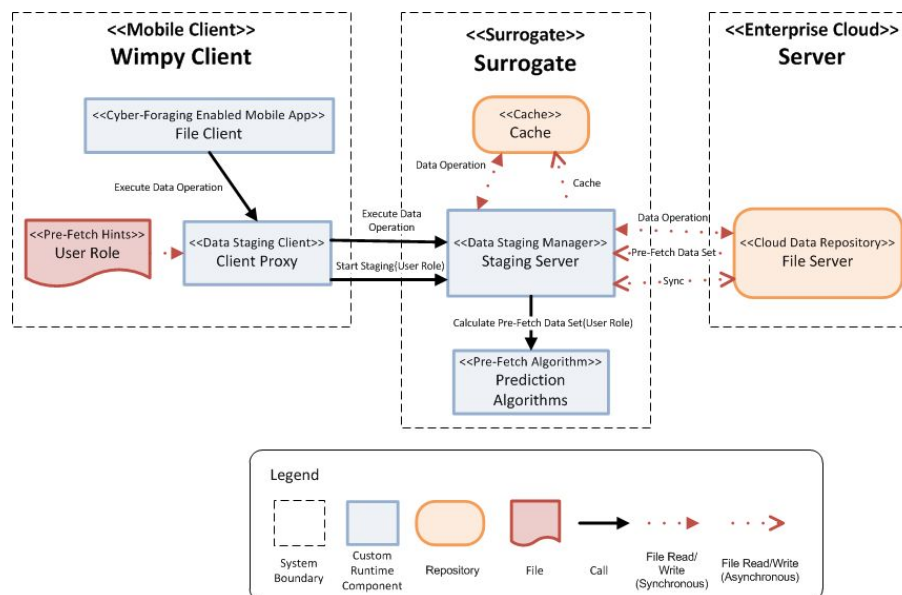 <<Mobile Client>>
Wimpy Client
<<Cyber-Foraging Enabled Mobile App>>
File Client
Execute Data Operation
<<Pre-Fetch Hints>>
User Role
<<Data Staging Client>>
Client Proxy
Execute Data
Operation
Start Staging(User Role)
<<Surrogate>>
Surrogate
<<Cache>>
Cache
Data Operation
Cache
<<Data Staging Manager>>
Staging Server
Calculate Pre-Fetch Data Set(User Role)
<<Pre-Fetch Algorithm>>
Prediction
Algorithms
Data Operation
Pre-Fetch Data Set
Sync
<<Enterprise Cloud>>
Server
<<Cloud Data Repository>>
File Server
Legend
System
Boundary
Custom
Runtime
Component
Repository
File
Call
File Read/
Write
(Synchronous)
File Read/Write
(Asynchronous)